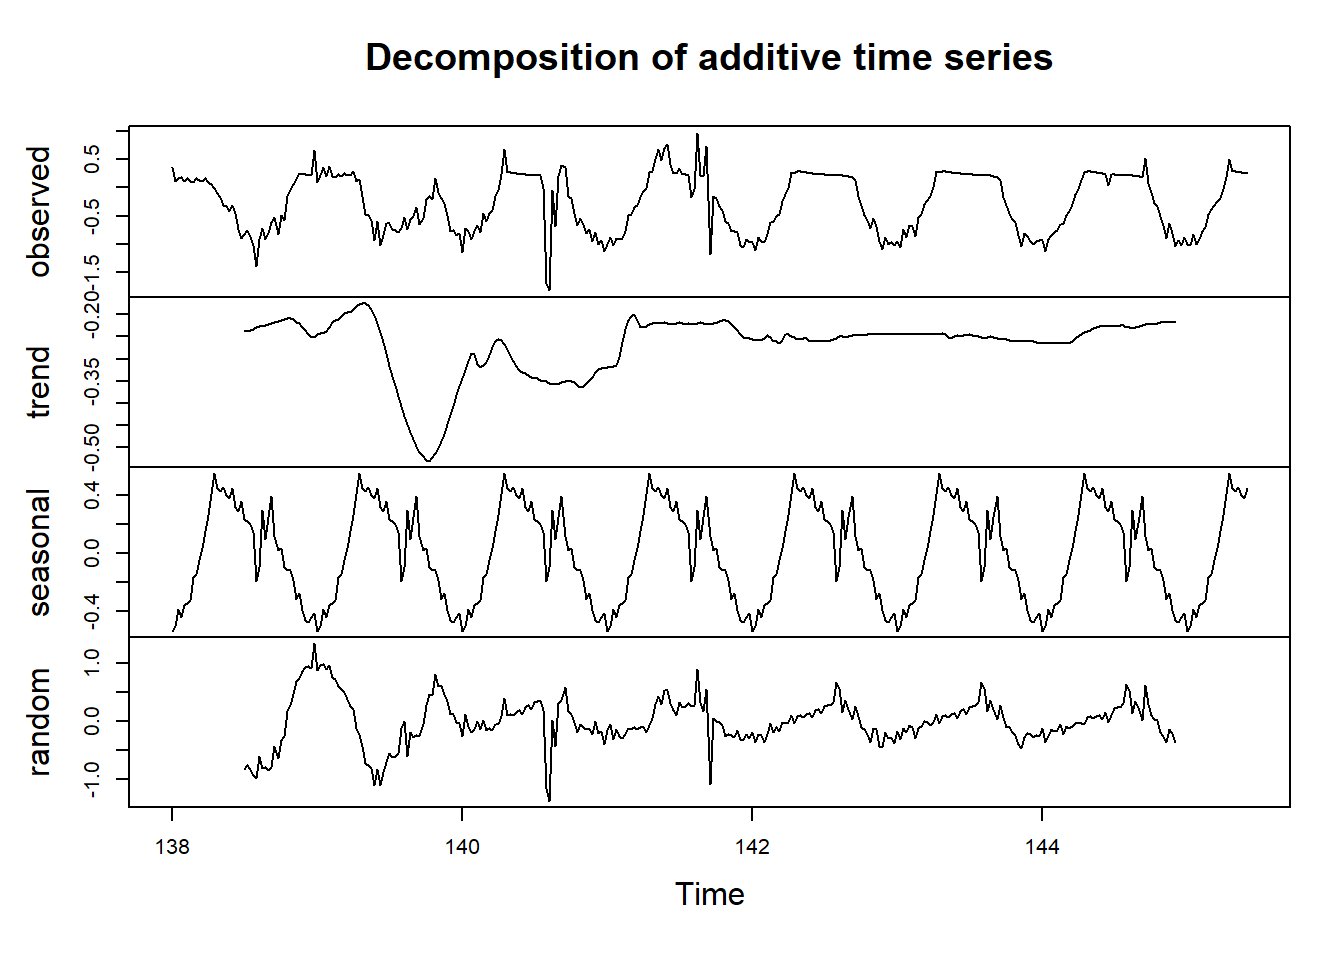 Decomposition of additive time series
observed
0.5
-0.5
-1.5
trend
-0.20
-0.35
-0.50
seasonal
0.4
0.0
-0.4
random
1.0
0.0
-1.0
138 140 142 144
Time